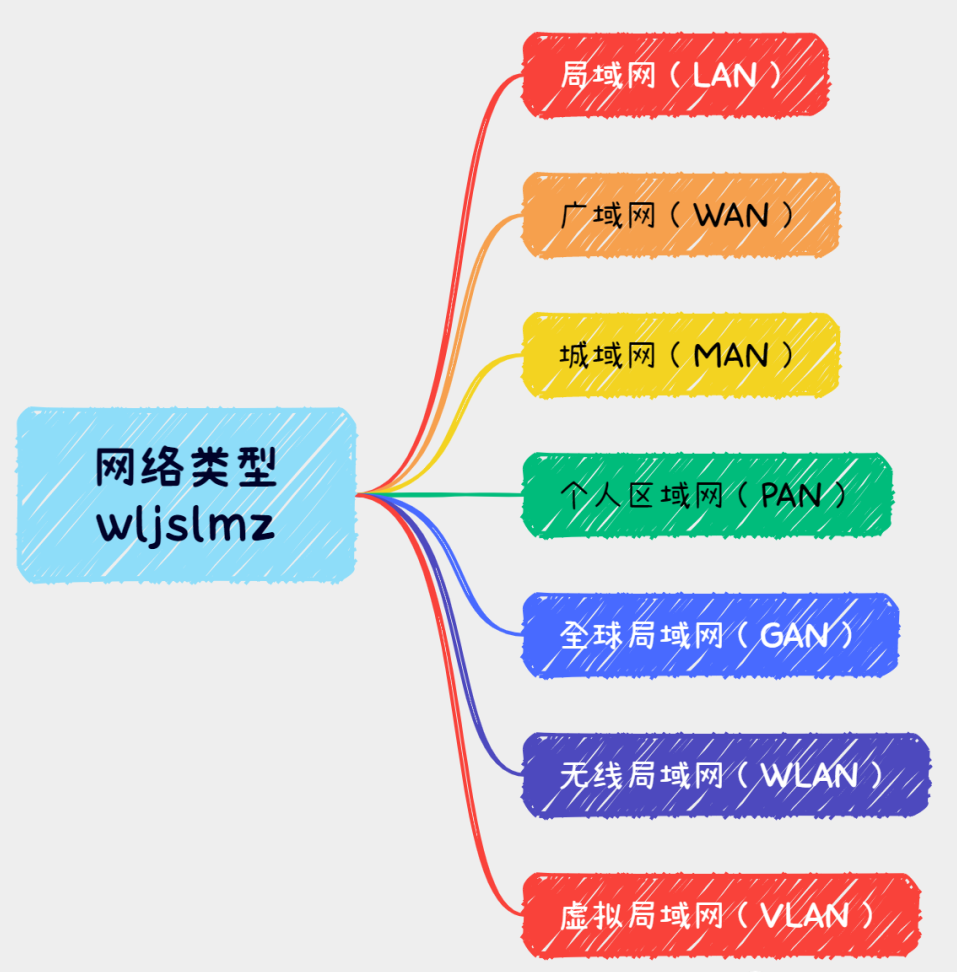 局域网（LAN）
广域网（WAN）
城域网（MAN）
网络类型
wljslmz
个人区域网（PAN）
全球局域网（GAN）
无线局域网（WLAN）
虚拟局域网（VLAN）